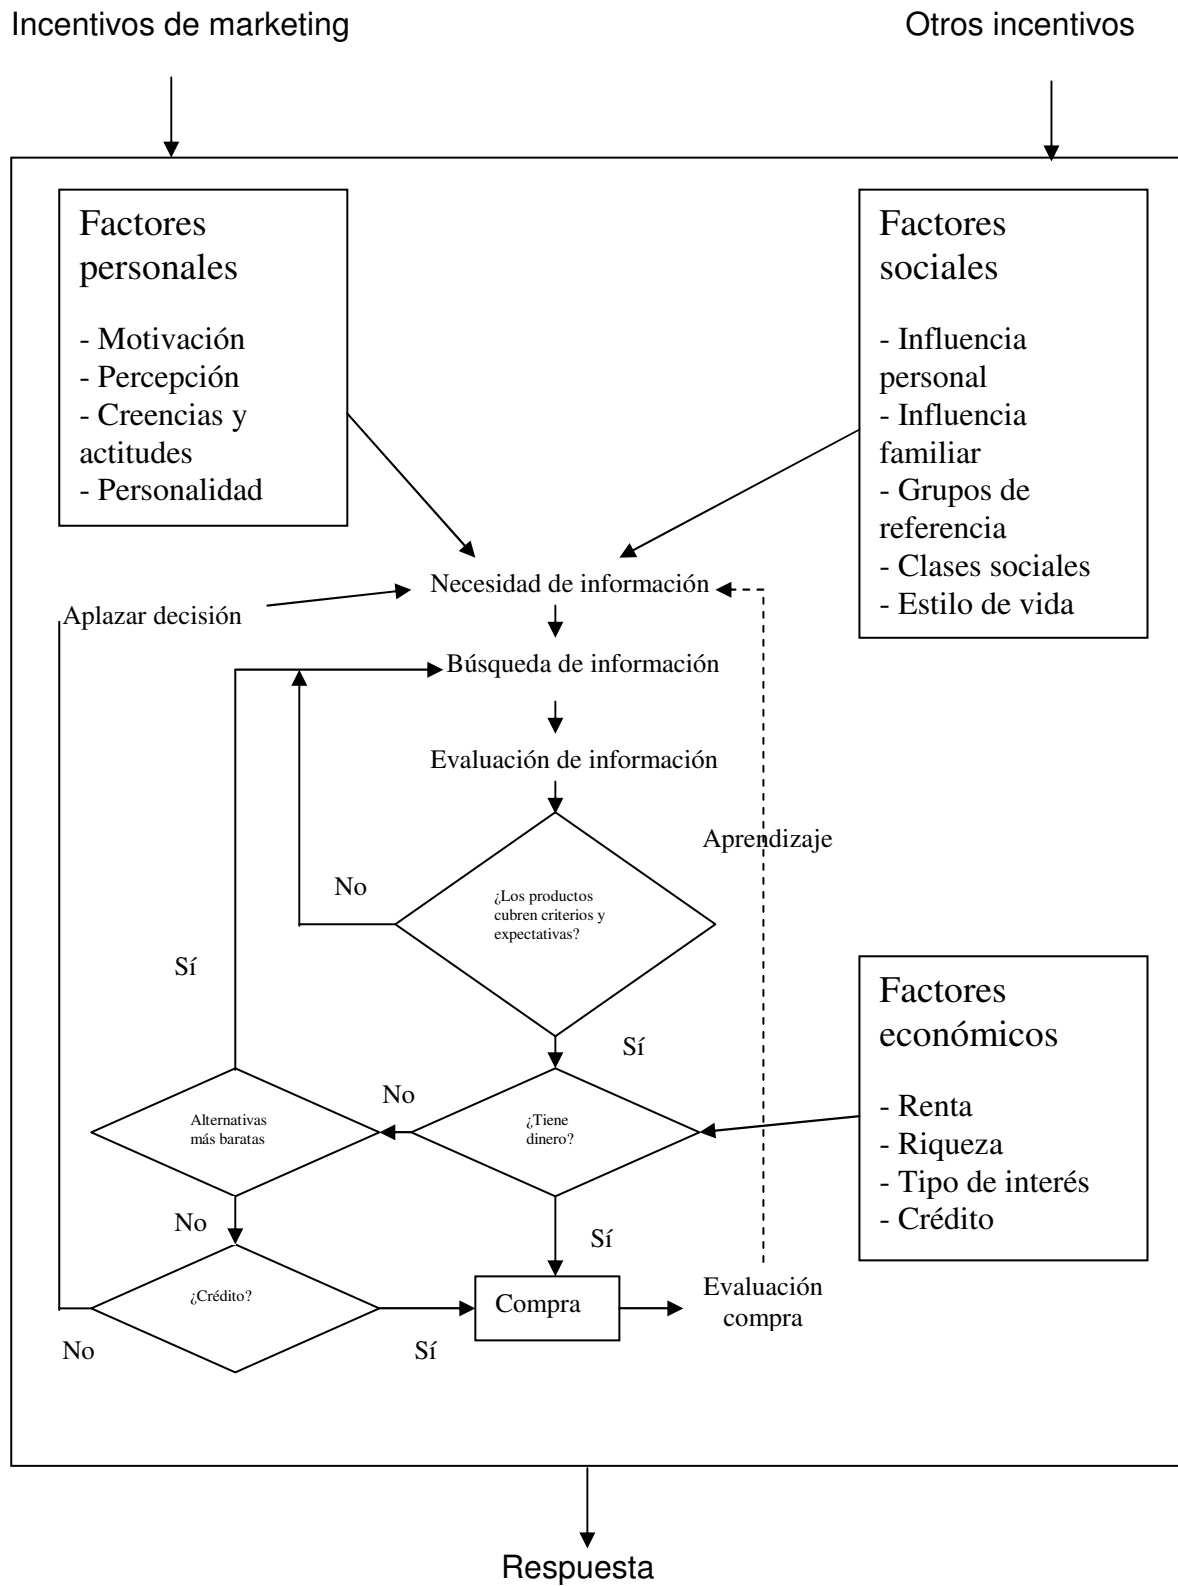 Incentivos de marketing
Otros incentivos
Factores
personales
- Motivación
- Percepción
- Creencias y
actitudes
- Personalidad
Factores
sociales
- Influencia
personal
- Influencia
familiar
- Grupos de
referencia
- Clases sociales
- Estilo de vida
Necesidad de información
Aplazar decisión
Búsqueda de información
Evaluación de información
Aprendizaje
No
¿Los productos
cubren criterios y
expectativas?
Sí
Sí
Factores
económicos
- Renta
- Riqueza
- Tipo de interés
- Crédito
No
Alternativas
más baratas
¿Tiene
dinero?
No
Sí
¿Crédito?
Compra
Evaluación
compra
No
Sí
Respuesta